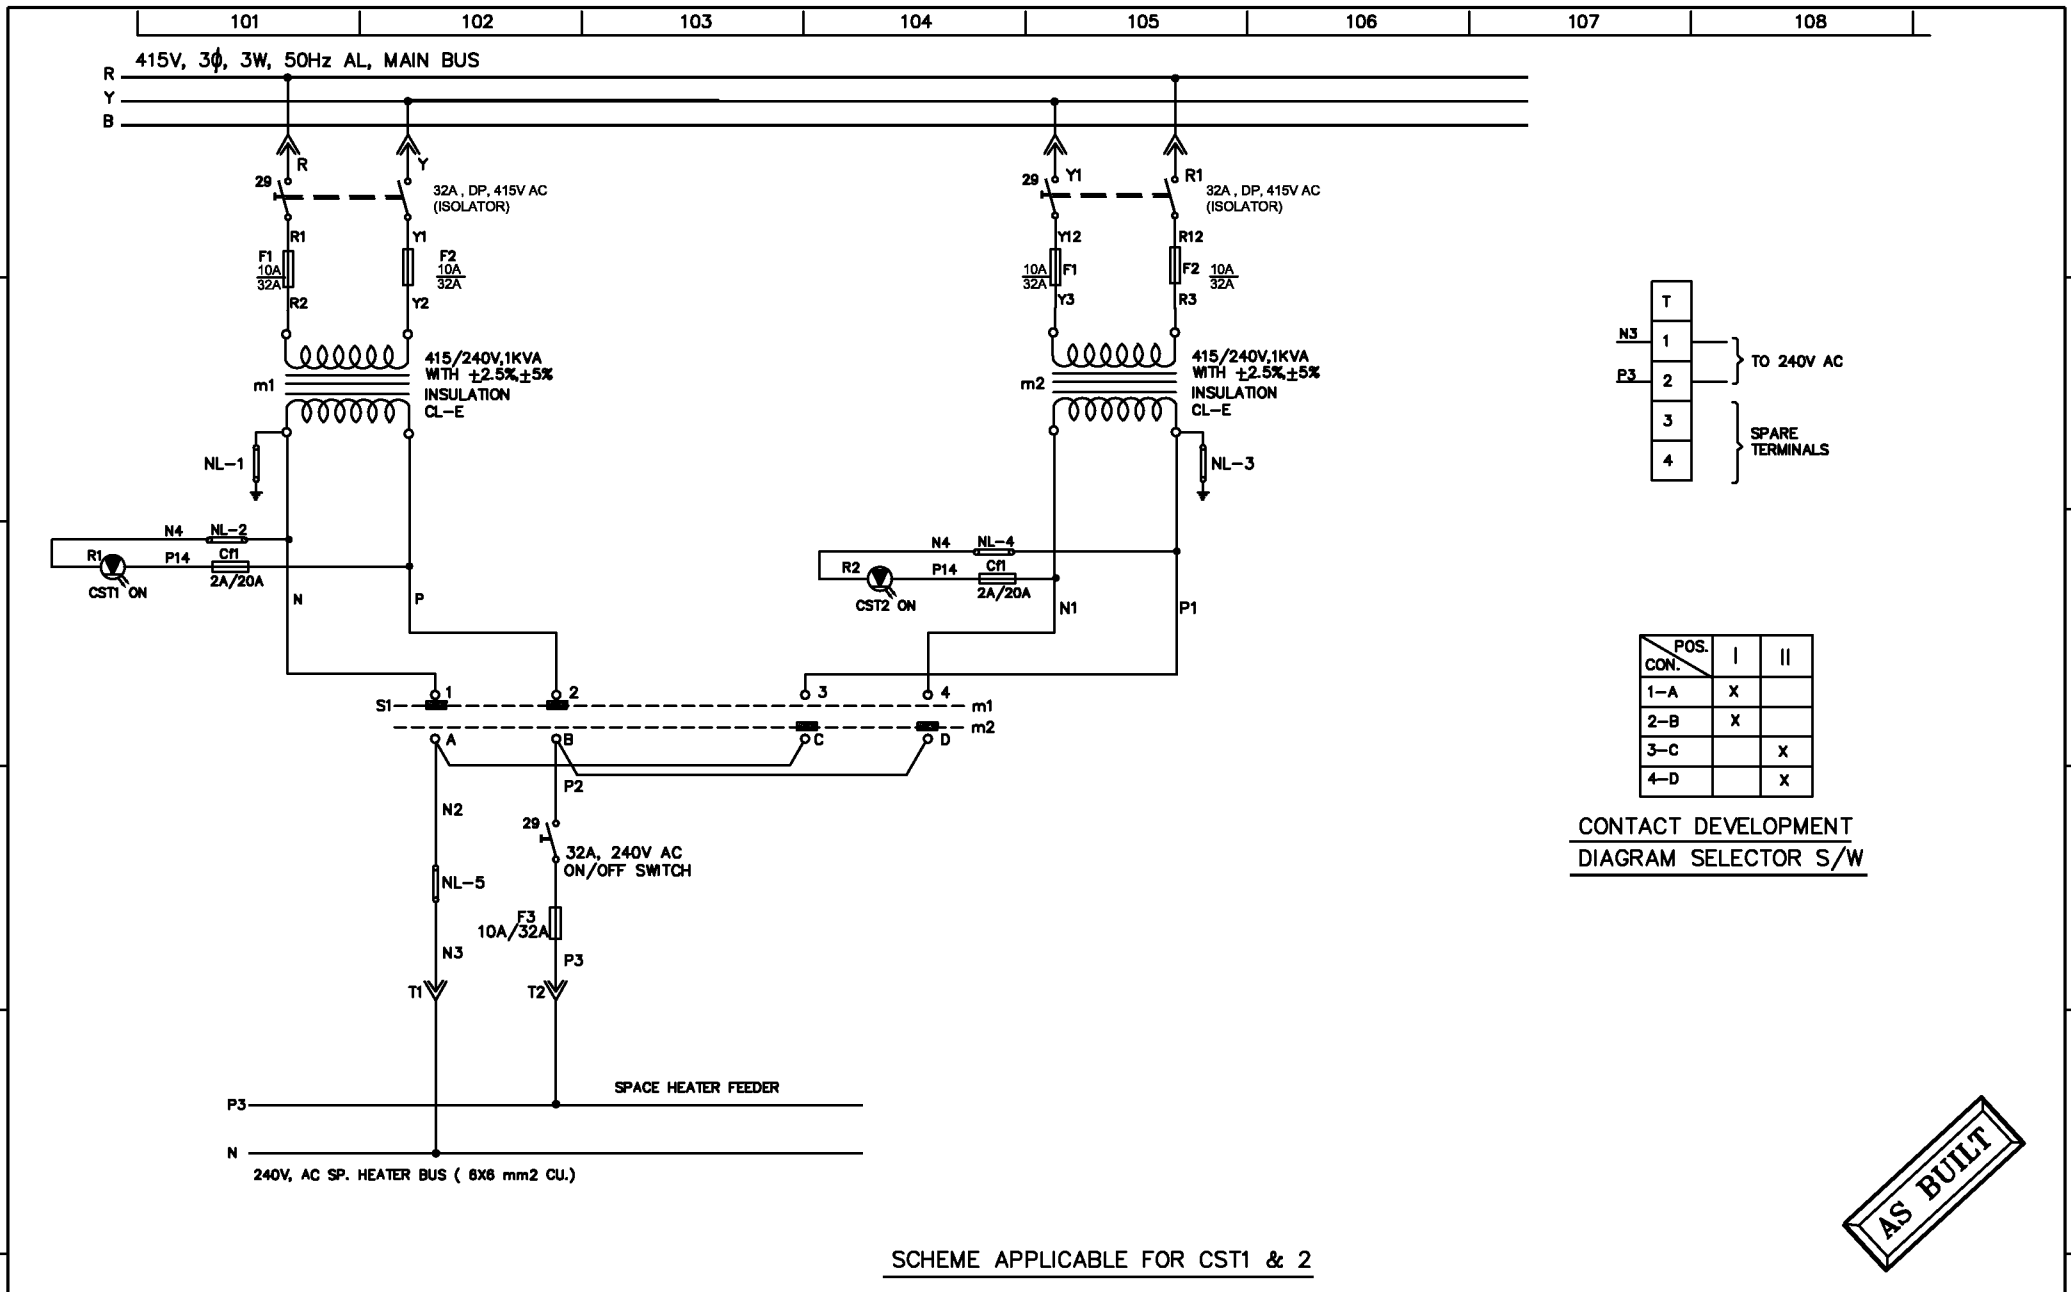 101 102 103 104 105 106 107 108
415V, 3ϕ, 3W, 50Hz AL, MAIN BUS
R
Y
B
R
Y
29
32A , DP, 415V AC
(ISOLATOR)
R1
Y1
F1
10A
32A
F2
10A
32A
R2
Y2
m1
415/240V,1KVA
WITH ±2.5%,±5%
INSULATION
CL-E
NL-1
N4
NL-2
R1
P14
Cf1
2A/20A
CST1 ON
N
P
29
Y1
R1
32A , DP, 415V AC
(ISOLATOR)
Y12
R12
10A
32A
F1
F2
10A
32A
Y3
R3
m2
415/240V,1KVA
WITH ±2.5%,±5%
INSULATION
CL-E
NL-3
N4
NL-4
R2
P14
Cf1
2A/20A
CST2 ON
N1
P1
S1
1
2
3
4
m1
m2
A
B
C
D
P2
N2
29
32A, 240V AC
ON/OFF SWITCH
NL-5
F3
10A/32A
N3
P3
T1
T2
SPACE HEATER FEEDER
P3
N
240V, AC SP. HEATER BUS ( 6X6 mm2 CU.)
T
N3
1
P3
2
TO 240V AC
3
4
SPARE
TERMINALS
POS.
CON.
I
II
1-A X
2-B X
3-C X
4-D X
CONTACT DEVELOPMENT
DIAGRAM SELECTOR S/W
AS BUILT
SCHEME APPLICABLE FOR CST1 & 2